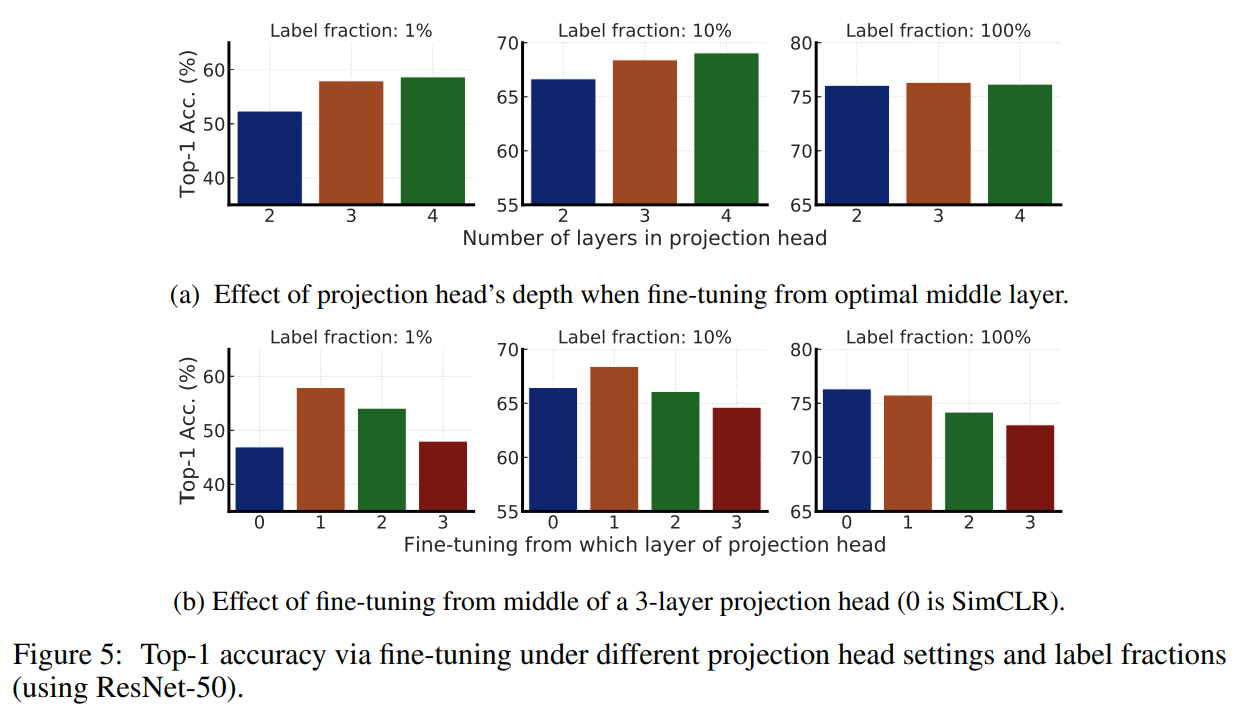 Label fraction: 1%
Label fraction: 10%
Label fraction: 100%
Top-1 Acc. (%)
60
50
40
2 3 4
70
65
60
55
2 3 4
80
75
70
65
2 3 4
Number of layers in projection head
(a) Effect of projection head's depth when fine-tuning from optimal middle layer.
Label fraction: 1%
Label fraction: 10%
Label fraction: 100%
Top-1 Acc. (%)
60
50
40
0 1 2 3
70
65
60
55
0 1 2 3
80
75
70
65
0 1 2 3
Fine-tuning from which layer of projection head
(b) Effect of fine-tuning from middle of a 3-layer projection head (0 is SimCLR).
Figure 5: Top-1 accuracy via fine-tuning under different projection head settings and label fractions
(using ResNet-50).